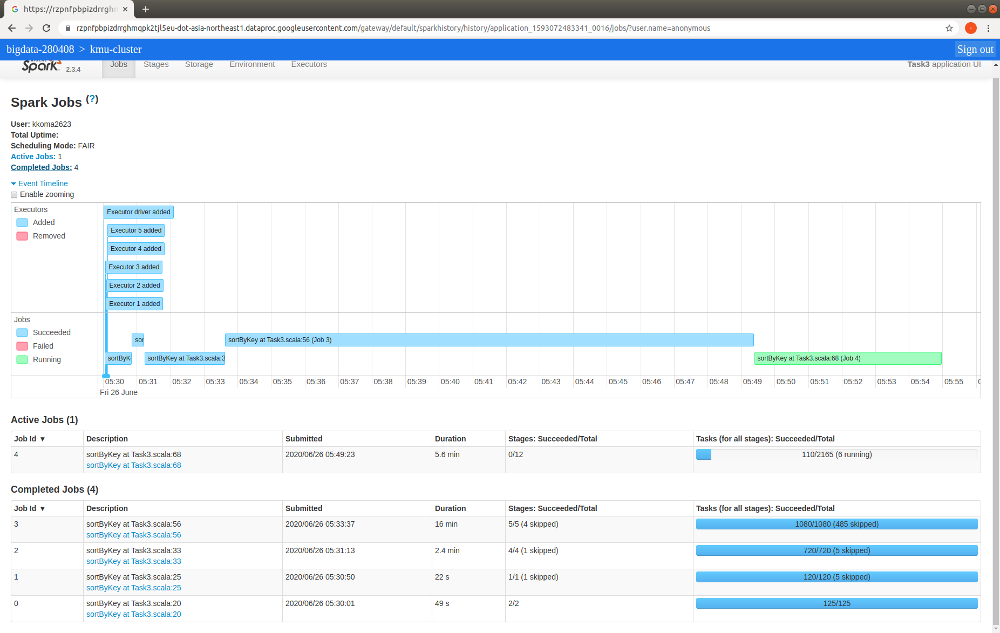 https://rzpnfpbpizdrrghm
rzpnfpbpizdrrghmqpk2tjl5eu-dot-asia-northeast1.dataproc.googleusercontent.com/gateway/default/sparkhistory/history/application_1593072483341_0016/jobs/?user.name=anonymous
bigdata-280408 > kmu-cluster
Sign out
Spark 2.3.4
Jobs Stages Storage Environment Executors
Task3 application UI
Spark Jobs (?)
User: kkoma2623
Total Uptime:
Scheduling Mode: FAIR
Active Jobs: 1
Completed Jobs: 4
Event Timeline
Enable zooming
Executors
Added
Removed
Executor driver added
Executor 5 added
Executor 4 added
Executor 3 added
Executor 2 added
Executor 1 added
Jobs
Succeeded
Failed
Running
sor
sortByKey at Task3.scala:56 (Job 3)
sortByK
sortByKey at Task3.scala:3
sortByKey at Task3.scala:68 (Job 4)
05:30 05:31 05:32 05:33 05:34 05:35 05:36 05:37 05:38 05:39 05:40 05:41 05:42 05:43 05:44 05:45 05:46 05:47 05:48 05:49 05:50 05:51 05:52 05:53 05:54 05:55
Fri 26 June
Active Jobs (1)
Job Id ▼ Description Submitted Duration Stages: Succeeded/Total Tasks (for all stages): Succeeded/Total
4 sortByKey at Task3.scala:68 2020/06/26 05:49:23 5.6 min 0/12 110/2165 (6 running)
sortByKey at Task3.scala:68
Completed Jobs (4)
Job Id ▼ Description Submitted Duration Stages: Succeeded/Total Tasks (for all stages): Succeeded/Total
3 sortByKey at Task3.scala:56 2020/06/26 05:33:37 16 min 5/5 (4 skipped) 1080/1080 (485 skipped)
sortByKey at Task3.scala:56
2 sortByKey at Task3.scala:33 2020/06/26 05:31:13 2.4 min 4/4 (1 skipped) 720/720 (5 skipped)
sortByKey at Task3.scala:33
1 sortByKey at Task3.scala:25 2020/06/26 05:30:50 22 s 1/1 (1 skipped) 120/120 (5 skipped)
sortByKey at Task3.scala:25
0 sortByKey at Task3.scala:20 2020/06/26 05:30:01 49 s 2/2 125/125
sortByKey at Task3.scala:20